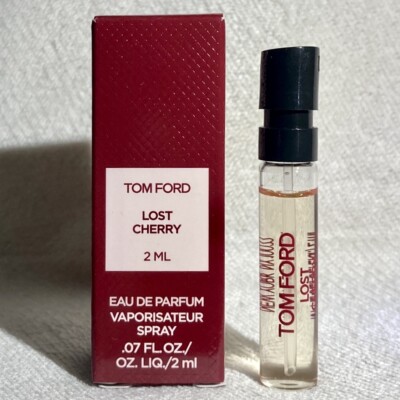 TOM FORD
LOST
CHERRY
2 ML
EAU DE PARFUM
VAPORISATEUR
SPRAY
.07 FL.OZ./
OZ. LIQ./2 ml
TOM FORD
LOST